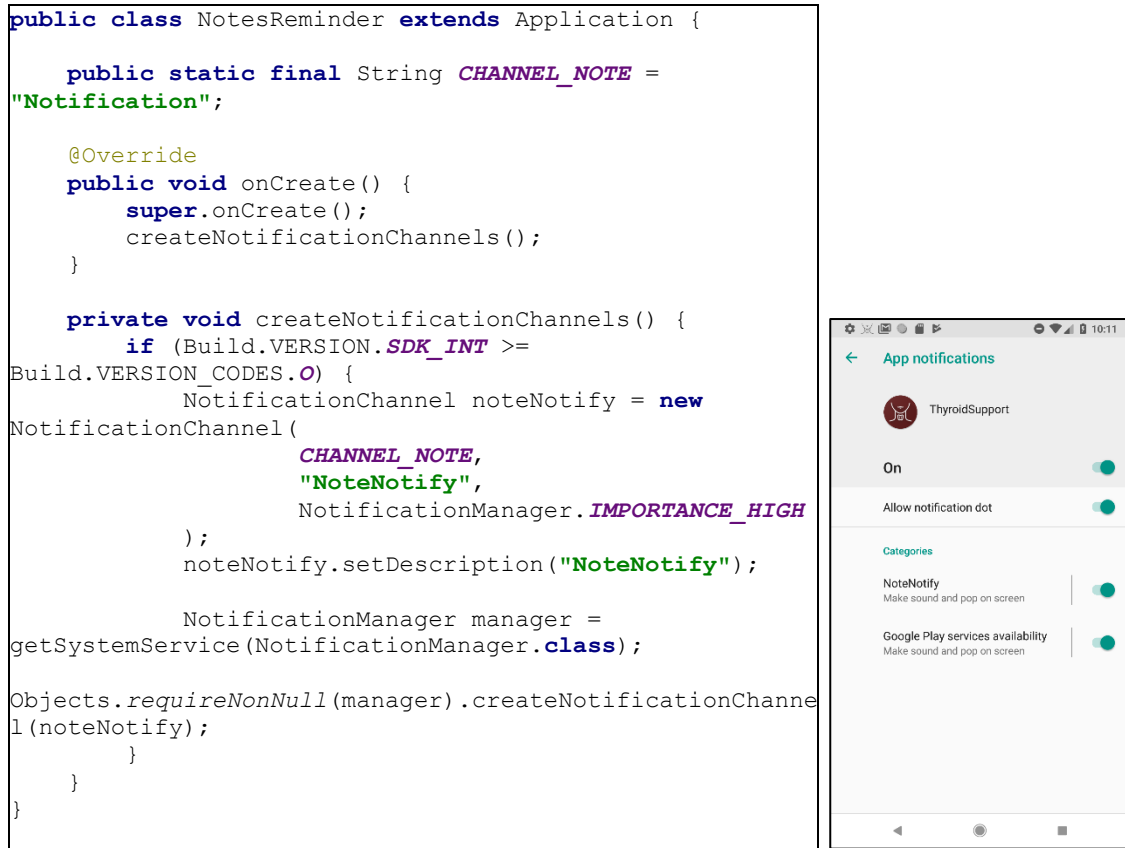 public class NotesReminder extends Application {
    public static final String CHANNEL_NOTE =
"Notification";
    @Override
    public void onCreate() {
        super.onCreate();
        createNotificationChannels();
    }
    private void createNotificationChannels() {
        if (Build.VERSION.SDK_INT >=
Build.VERSION_CODES.O) {
            NotificationChannel noteNotify = new
NotificationChannel(
                    CHANNEL_NOTE,
                    "NoteNotify",
                    NotificationManager.IMPORTANCE_HIGH
            );
            noteNotify.setDescription("NoteNotify");
            NotificationManager manager =
getSystemService(NotificationManager.class);
Objects.requireNonNull(manager).createNotificationChanne
l(noteNotify);
        }
    }
}
10:11
App notifications
ThyroidSupport
On
Allow notification dot
Categories
NoteNotify
Make sound and pop on screen
Google Play services availability
Make sound and pop on screen